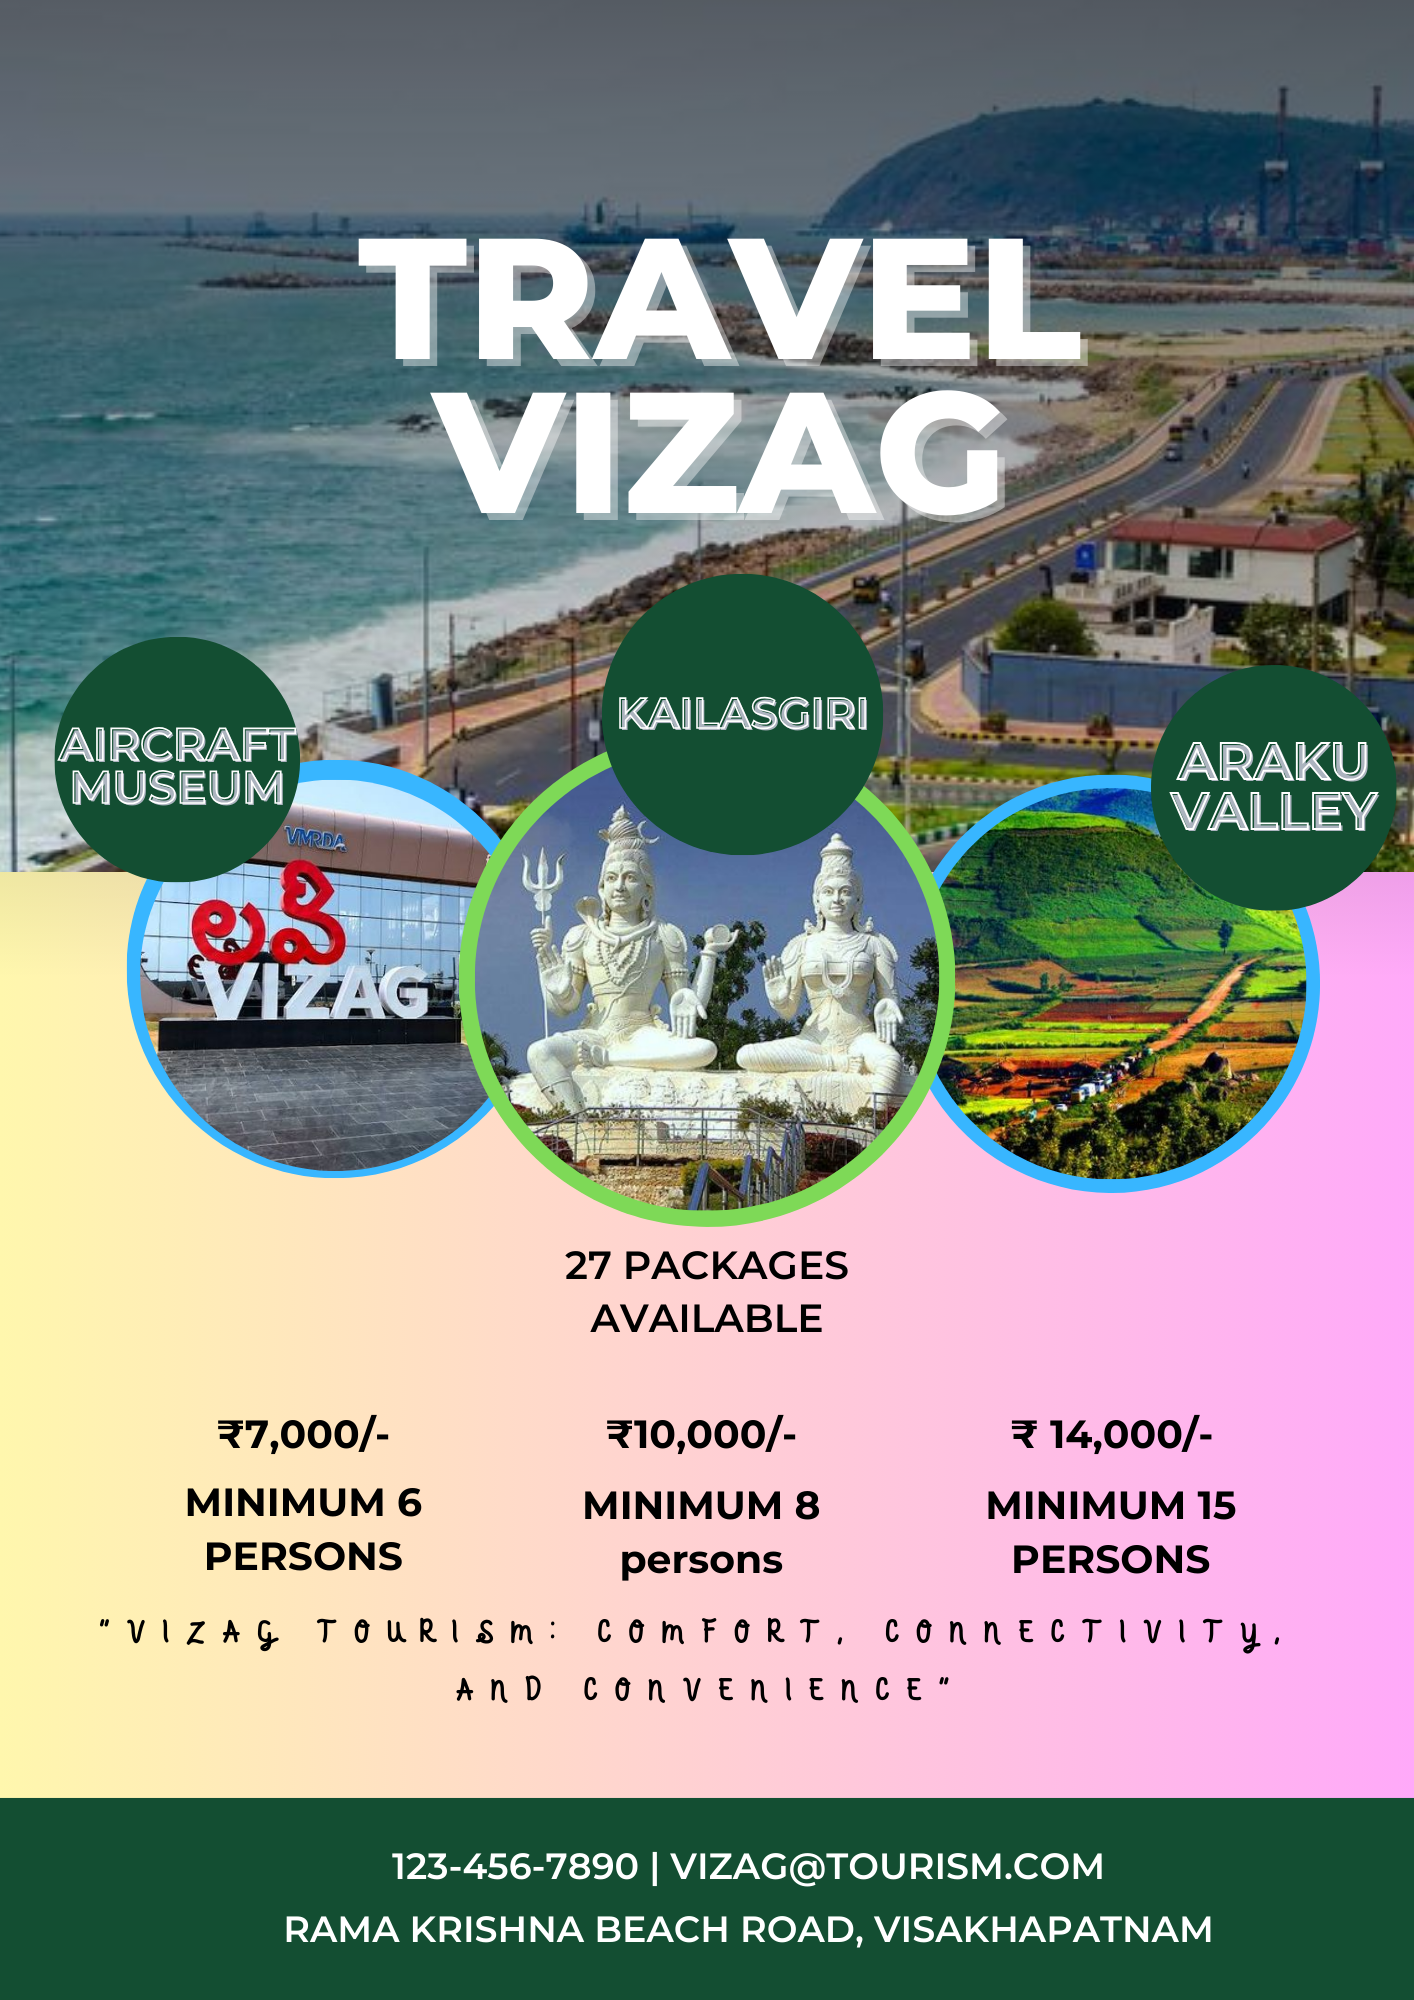 TRAVEL
VIZAG
KAILASGIRI
AIRCRAFT
MUSEUM
ARAKU
VALLEY
VMRDA
లవ్
VIZAG
27 PACKAGES
AVAILABLE
₹7,000/-
MINIMUM 6
PERSONS
₹10,000/-
MINIMUM 8
persons
₹ 14,000/-
MINIMUM 15
PERSONS
"VIZAG TOURISM: COMFORT, CONNECTIVITY,
AND CONVENIENCE"
123-456-7890 | VIZAG@TOURISM.COM
RAMA KRISHNA BEACH ROAD, VISAKHAPATNAM